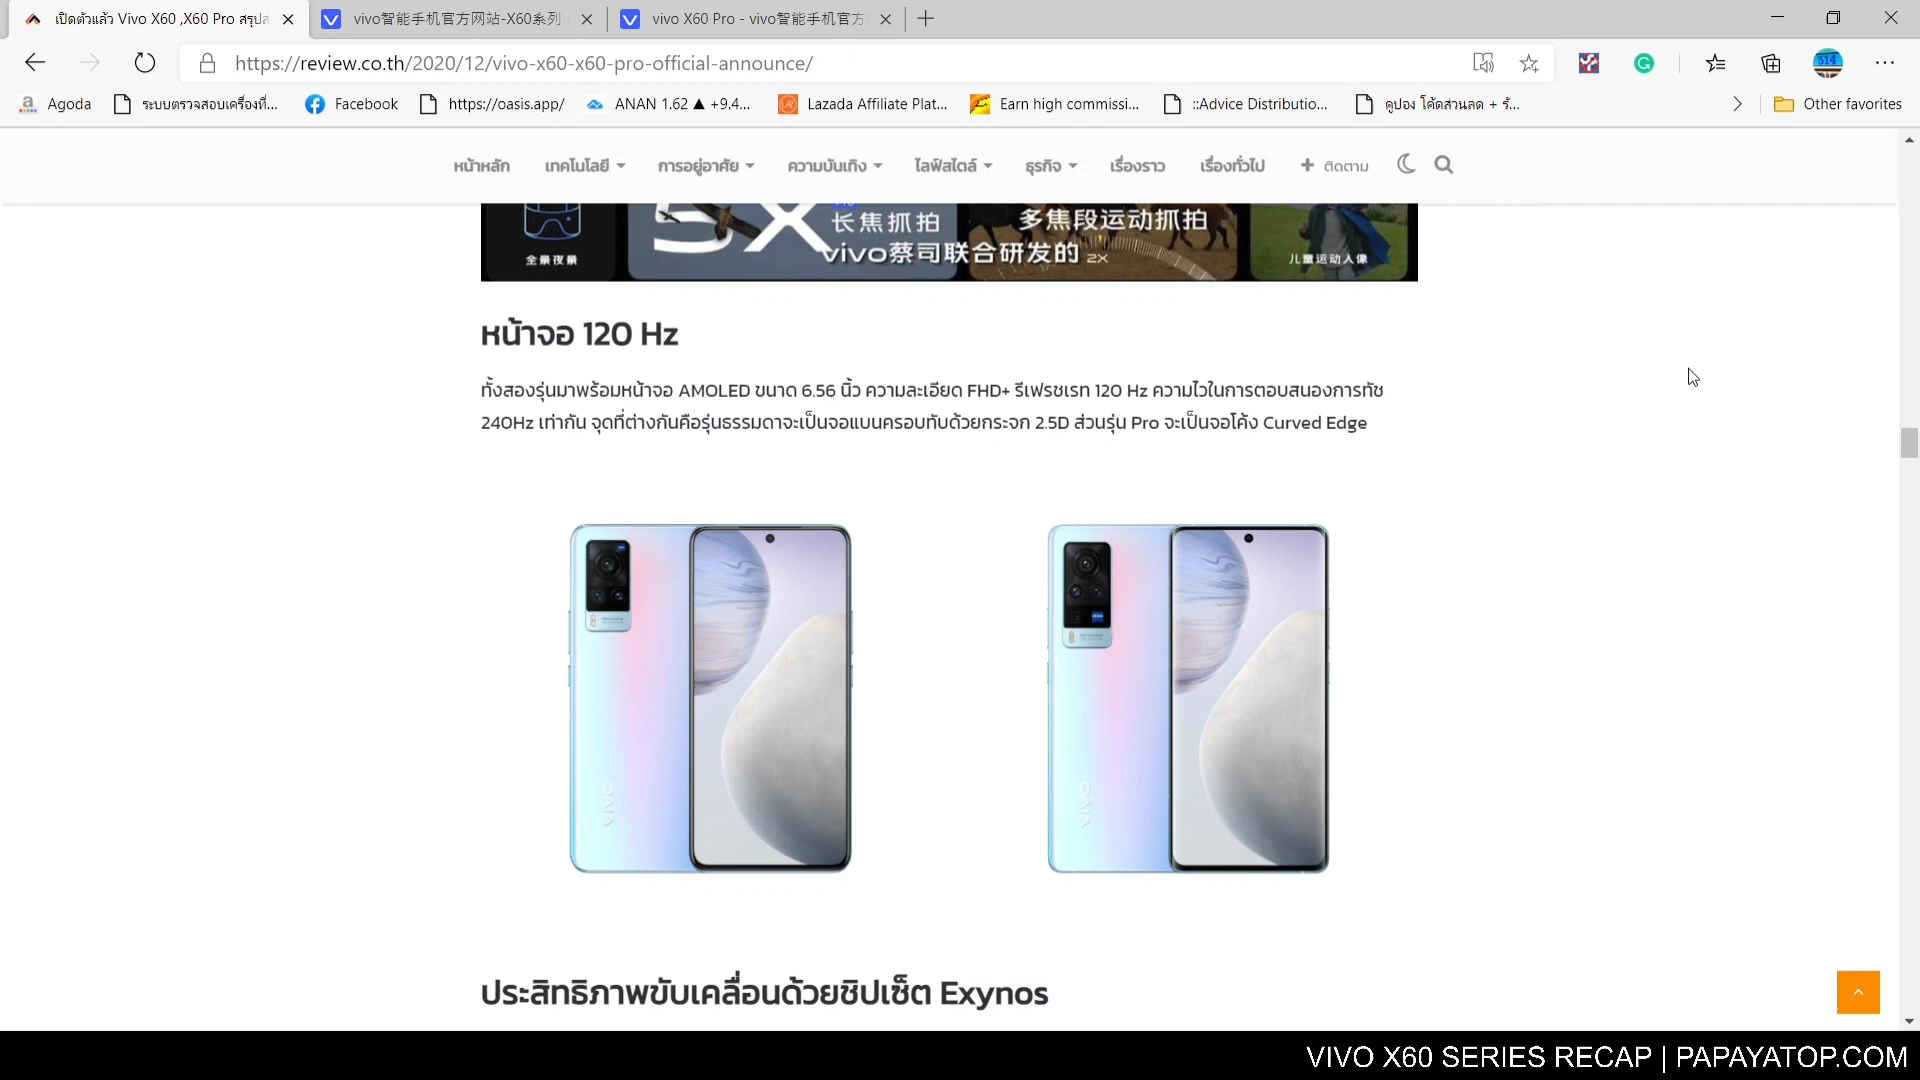 เปิดตัวแล้ว Vivo X60 ,X60 Pro สรุปส
vivo智能手机官方网站-X60系列
vivo X60 Pro - vivo智能手机官方
https://review.co.th/2020/12/vivo-x60-x60-pro-official-announce/
Agoda
ระบบตรวจสอบเครื่องที่...
Facebook
https://oasis.app/
ANAN 1.62 ▲ +9.4...
Lazada Affiliate Plat...
Earn high commissi...
::Advice Distributio...
คูปอง โค้ดส่วนลด + รั...
Other favorites
หน้าหลัก
เทคโนโลยี
การอยู่อาศัย
ความบันเทิง
ไลฟ์สไตล์
ธุรกิจ
เรื่องราว
เรื่องทั่วไป
+ ติดตาม
5X
长焦抓拍
多焦段运动抓拍
全景夜景
vivo蔡司联合研发的
2X
儿童运动人像
หน้าจอ 120 Hz
ทั้งสองรุ่นมาพร้อมหน้าจอ AMOLED ขนาด 6.56 นิ้ว ความละเอียด FHD+ รีเฟรชเรท 120 Hz ความไวในการตอบสนองการทัช
240Hz เท่ากัน จุดที่ต่างกันคือรุ่นธรรมดาจะเป็นจอแบนครอบทับด้วยกระจก 2.5D ส่วนรุ่น Pro จะเป็นจอโค้ง Curved Edge
vivo
vivo
ประสิทธิภาพขับเคลื่อนด้วยชิปเซ็ต Exynos
VIVO X60 SERIES RECAP | PAPAYATOP.COM